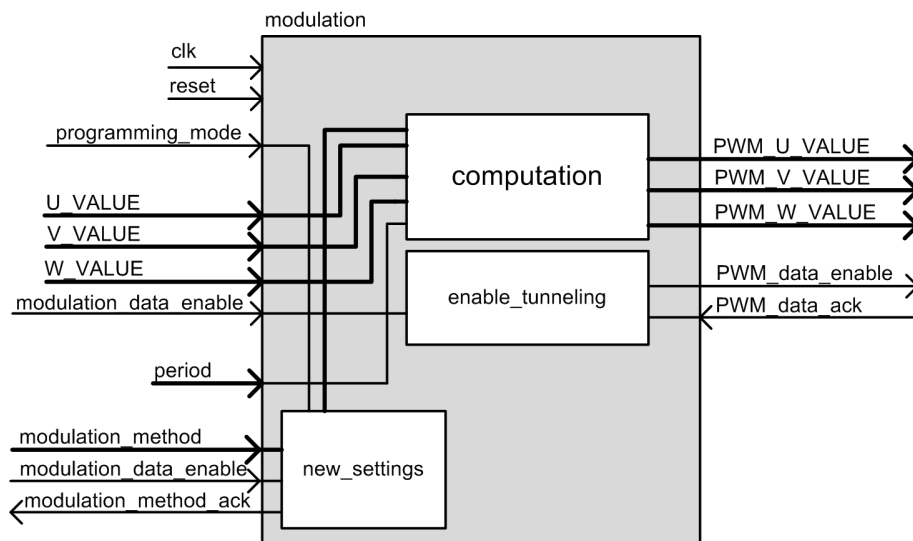 modulation
clk
reset
programming_mode
U_VALUE
V_VALUE
W_VALUE
modulation_data_enable
period
modulation_method
modulation_data_enable
modulation_method_ack
computation
enable_tunneling
new_settings
PWM_U_VALUE
PWM_V_VALUE
PWM_W_VALUE
PWM_data_enable
PWM_data_ack